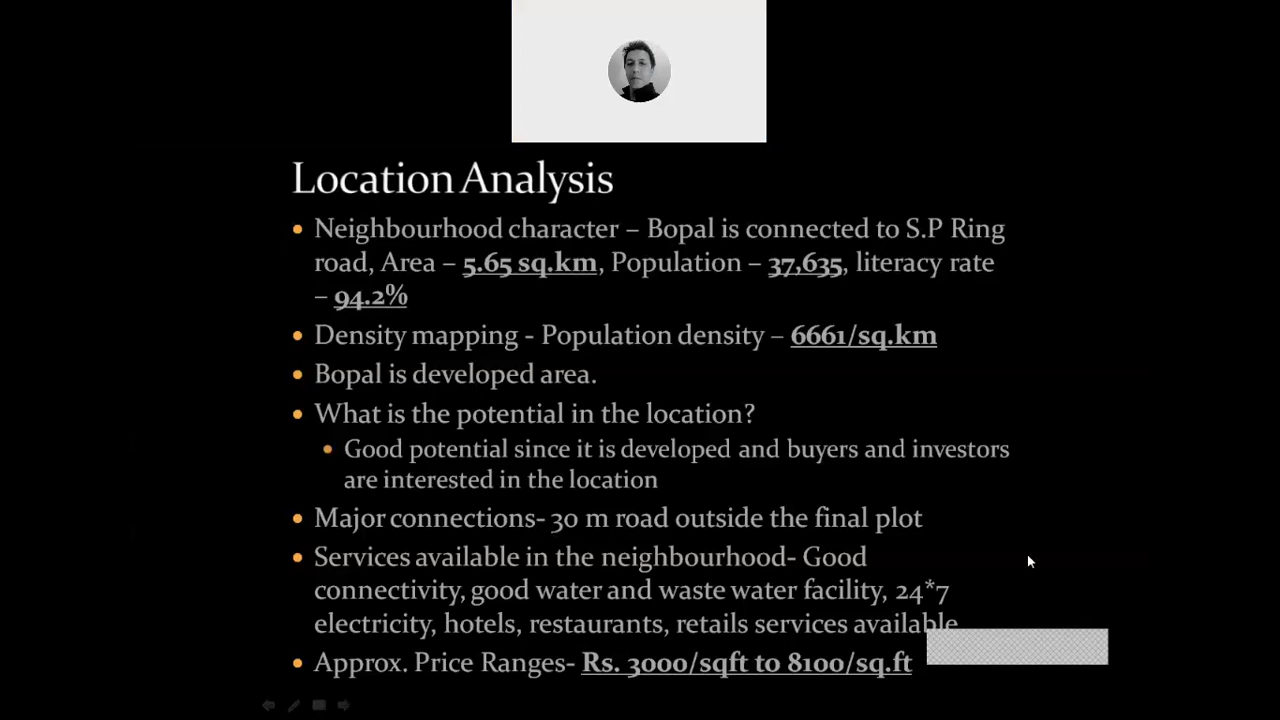 Location Analysis
• Neighbourhood character – Bopal is connected to S.P Ring
road, Area – 5.65 sq.km, Population – 37,635, literacy rate
– 94.2%
• Density mapping - Population density – 6661/sq.km
• Bopal is developed area.
• What is the potential in the location?
• Good potential since it is developed and buyers and investors
are interested in the location
• Major connections- 30 m road outside the final plot
• Services available in the neighbourhood- Good
connectivity, good water and waste water facility, 24*7
electricity, hotels, restaurants, retails services available
• Approx. Price Ranges- Rs. 3000/sqft to 8100/sq.ft